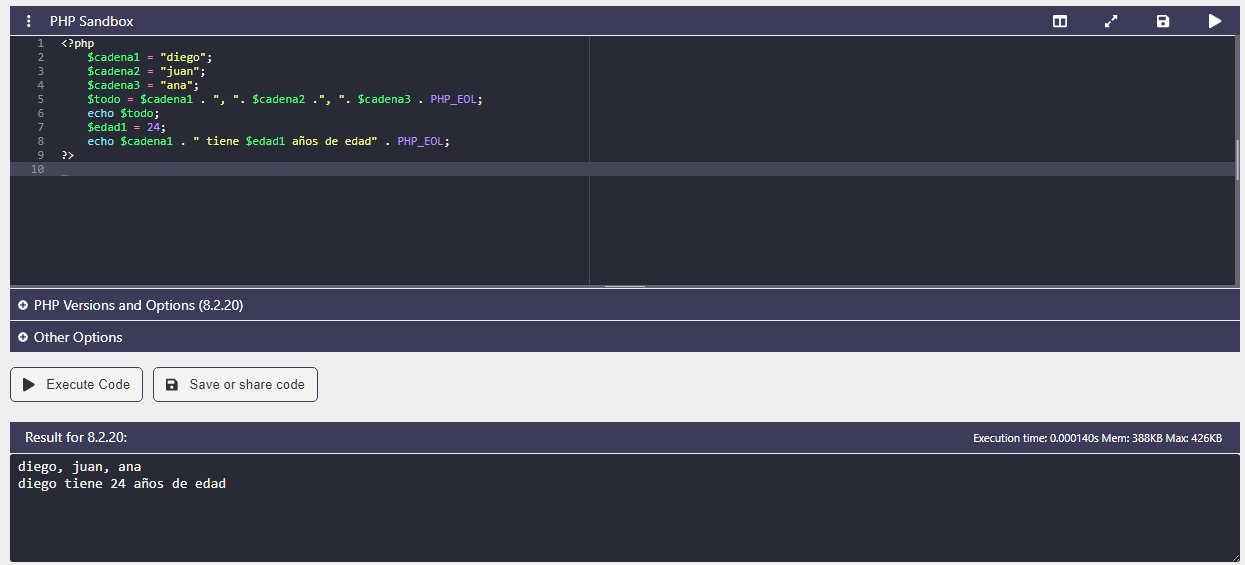 PHP Sandbox
1 <?php
2 $cadena1 = "diego";
3 $cadena2 = "juan";
4 $cadena3 = "ana";
5 $todo = $cadena1 . ", ". $cadena2 .", ". $cadena3 . PHP_EOL;
6 echo $todo;
7 $edad1 = 24;
8 echo $cadena1 . " tiene $edad1 años de edad" . PHP_EOL;
9 ?>
10
PHP Versions and Options (8.2.20)
Other Options
Execute Code Save or share code
Result for 8.2.20: Execution time: 0.000140s Mem: 388KB Max: 426KB
diego, juan, ana
diego tiene 24 años de edad